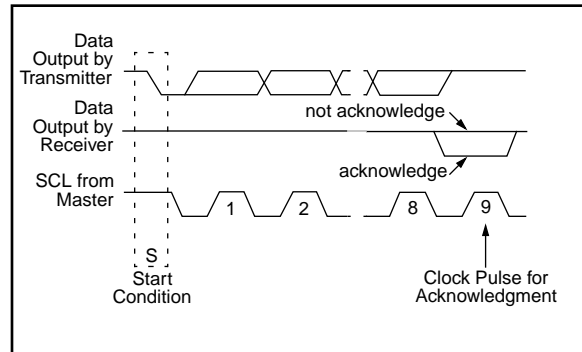 Data
Output by
Transmitter
Data
Output by
Receiver
not acknowledge
acknowledge
SCL from
Master
1
2
8
9
S
Start
Condition
Clock Pulse for
Acknowledgment